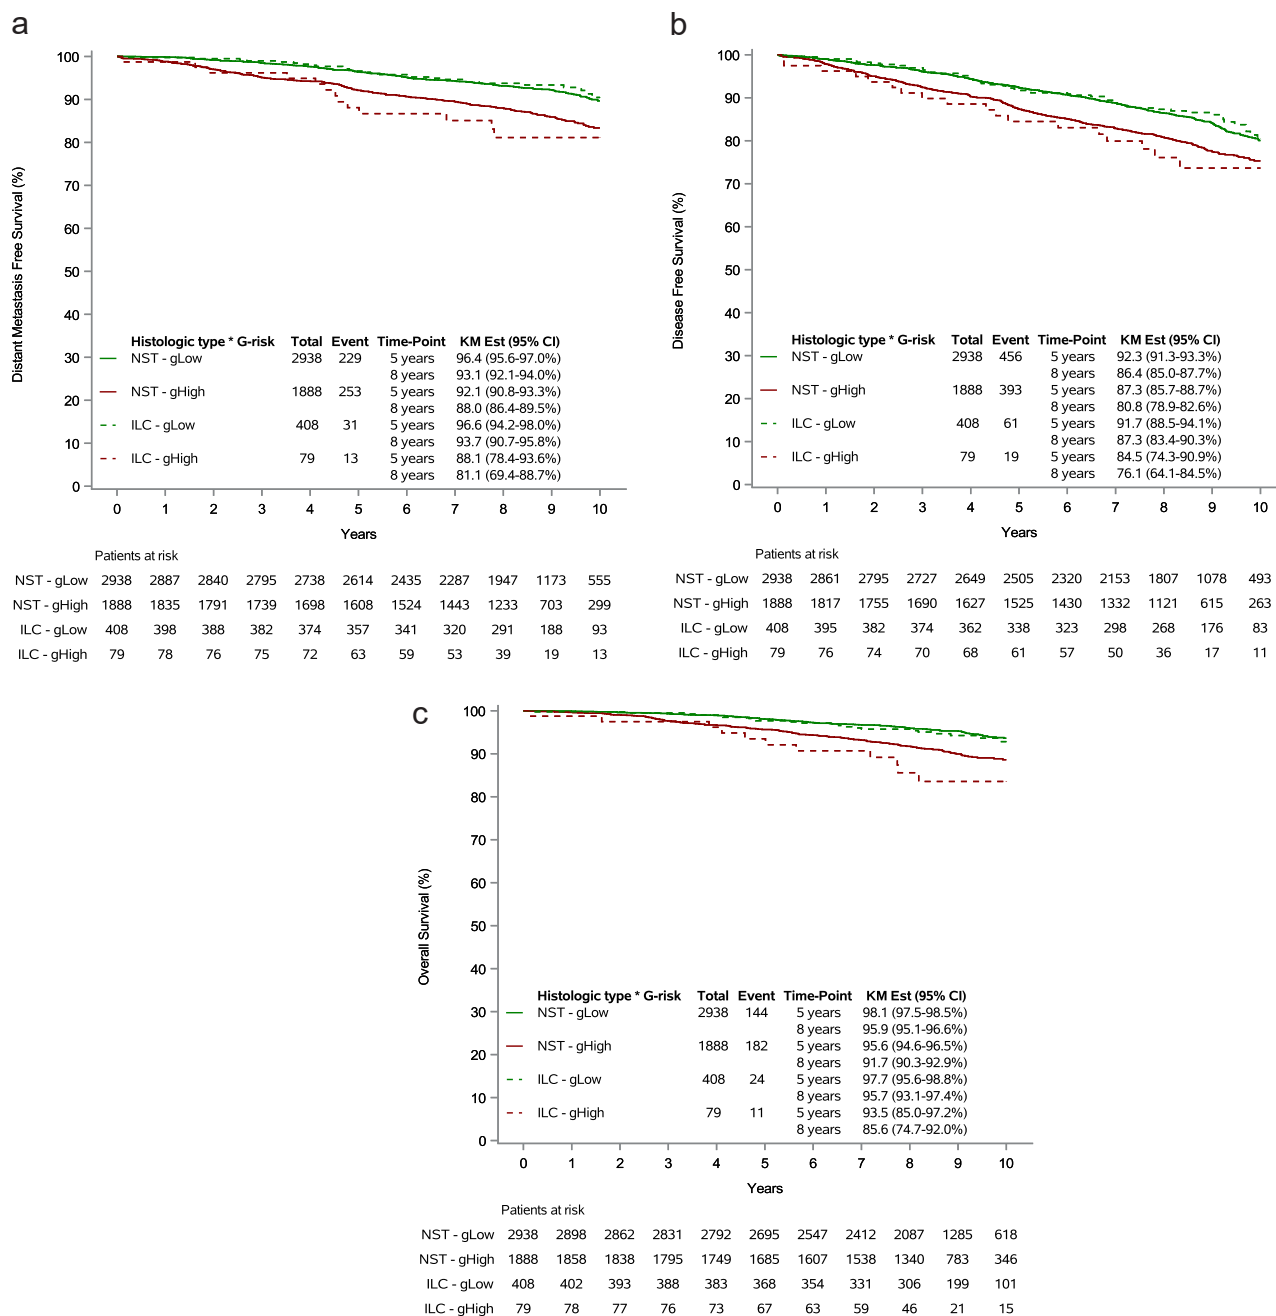 a
Distant Metastasis Free Survival (%)
100
90
80
70
60
50
40
30
20
10
0
Histologic type * G-risk Total Event Time-Point KM Est (95% CI)
NST - gLow 2938 229 5 years 96.4 (95.6-97.0%)
8 years 93.1 (92.1-94.0%)
NST - gHigh 1888 253 5 years 92.1 (90.8-93.3%)
8 years 88.0 (86.4-89.5%)
ILC - gLow 408 31 5 years 96.6 (94.2-98.0%)
8 years 93.7 (90.7-95.8%)
ILC - gHigh 79 13 5 years 88.1 (78.4-93.6%)
8 years 81.1 (69.4-88.7%)
0 1 2 3 4 5 6 7 8 9 10
Years
Patients at risk
NST - gLow 2938 2887 2840 2795 2738 2614 2435 2287 1947 1173 555
NST - gHigh 1888 1835 1791 1739 1698 1608 1524 1443 1233 703 299
ILC - gLow 408 398 388 382 374 357 341 320 291 188 93
ILC - gHigh 79 78 76 75 72 63 59 53 39 19 13
b
Disease Free Survival (%)
100
90
80
70
60
50
40
30
20
10
0
Histologic type * G-risk Total Event Time-Point KM Est (95% CI)
NST - gLow 2938 456 5 years 92.3 (91.3-93.3%)
8 years 86.4 (85.0-87.7%)
NST - gHigh 1888 393 5 years 87.3 (85.7-88.7%)
8 years 80.8 (78.9-82.6%)
ILC - gLow 408 61 5 years 91.7 (88.5-94.1%)
8 years 87.3 (83.4-90.3%)
ILC - gHigh 79 19 5 years 84.5 (74.3-90.9%)
8 years 76.1 (64.1-84.5%)
0 1 2 3 4 5 6 7 8 9 10
Years
Patients at risk
NST - gLow 2938 2861 2795 2727 2649 2505 2320 2153 1807 1078 493
NST - gHigh 1888 1817 1755 1690 1627 1525 1430 1332 1121 615 263
ILC - gLow 408 395 382 374 362 338 323 298 268 176 83
ILC - gHigh 79 76 74 70 68 61 57 50 36 17 11
c
Overall Survival (%)
100
90
80
70
60
50
40
30
20
10
0
Histologic type * G-risk Total Event Time-Point KM Est (95% CI)
NST - gLow 2938 144 5 years 98.1 (97.5-98.5%)
8 years 95.9 (95.1-96.6%)
NST - gHigh 1888 182 5 years 95.6 (94.6-96.5%)
8 years 91.7 (90.3-92.9%)
ILC - gLow 408 24 5 years 97.7 (95.6-98.8%)
8 years 95.7 (93.1-97.4%)
ILC - gHigh 79 11 5 years 93.5 (85.0-97.2%)
8 years 85.6 (74.7-92.0%)
0 1 2 3 4 5 6 7 8 9 10
Years
Patients at risk
NST - gLow 2938 2898 2862 2831 2792 2695 2547 2412 2087 1285 618
NST - gHigh 1888 1858 1838 1795 1749 1685 1607 1538 1340 783 346
ILC - gLow 408 402 393 388 383 368 354 331 306 199 101
ILC - gHigh 79 78 77 76 73 67 63 59 46 21 15